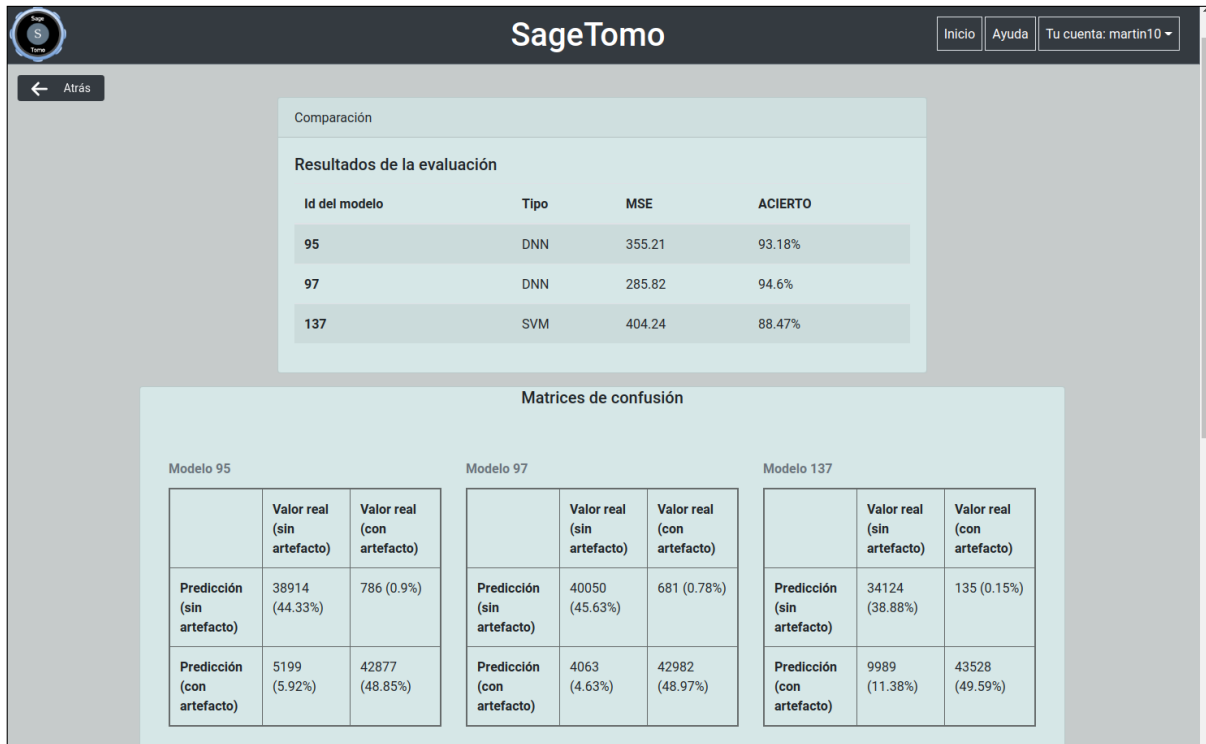 Sage
S
Tomo
SageTomo
Inicio
Ayuda
Tu cuenta: martin10
Atrás
Comparación
Resultados de la evaluación
Id del modelo Tipo MSE ACIERTO
95 DNN 355.21 93.18%
97 DNN 285.82 94.6%
137 SVM 404.24 88.47%
Matrices de confusión
Modelo 95
Valor real
(sin
artefacto)
Valor real
(con
artefacto)
Predicción
(sin
artefacto)
38914
(44.33%)
786 (0.9%)
Predicción
(con
artefacto)
5199
(5.92%)
42877
(48.85%)
Modelo 97
Valor real
(sin
artefacto)
Valor real
(con
artefacto)
Predicción
(sin
artefacto)
40050
(45.63%)
681 (0.78%)
Predicción
(con
artefacto)
4063
(4.63%)
42982
(48.97%)
Modelo 137
Valor real
(sin
artefacto)
Valor real
(con
artefacto)
Predicción
(sin
artefacto)
34124
(38.88%)
135 (0.15%)
Predicción
(con
artefacto)
9989
(11.38%)
43528
(49.59%)